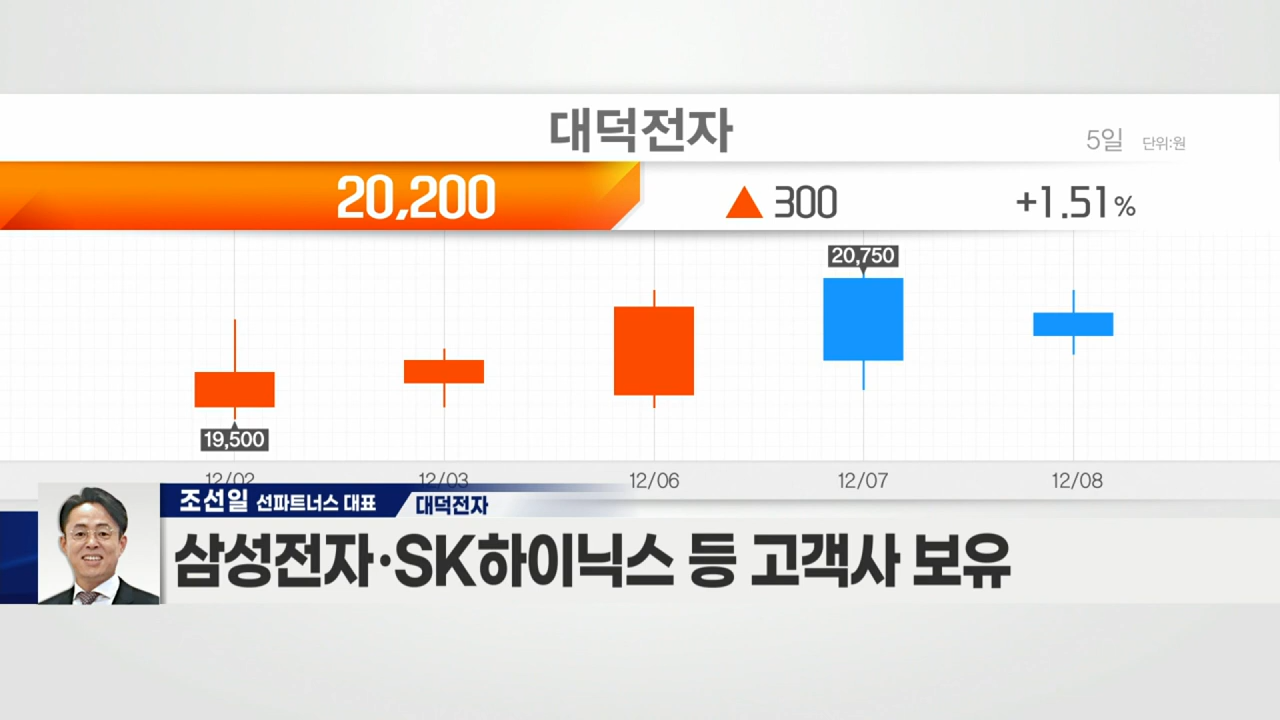 대덕전자
5일 단위:원
20,200 ▲ 300 +1.51%
20,750
19,500
12/02 12/03 12/06 12/07 12/08
조선일 선파트너스 대표 대덕전자
삼성전자·SK하이닉스 등 고객사 보유